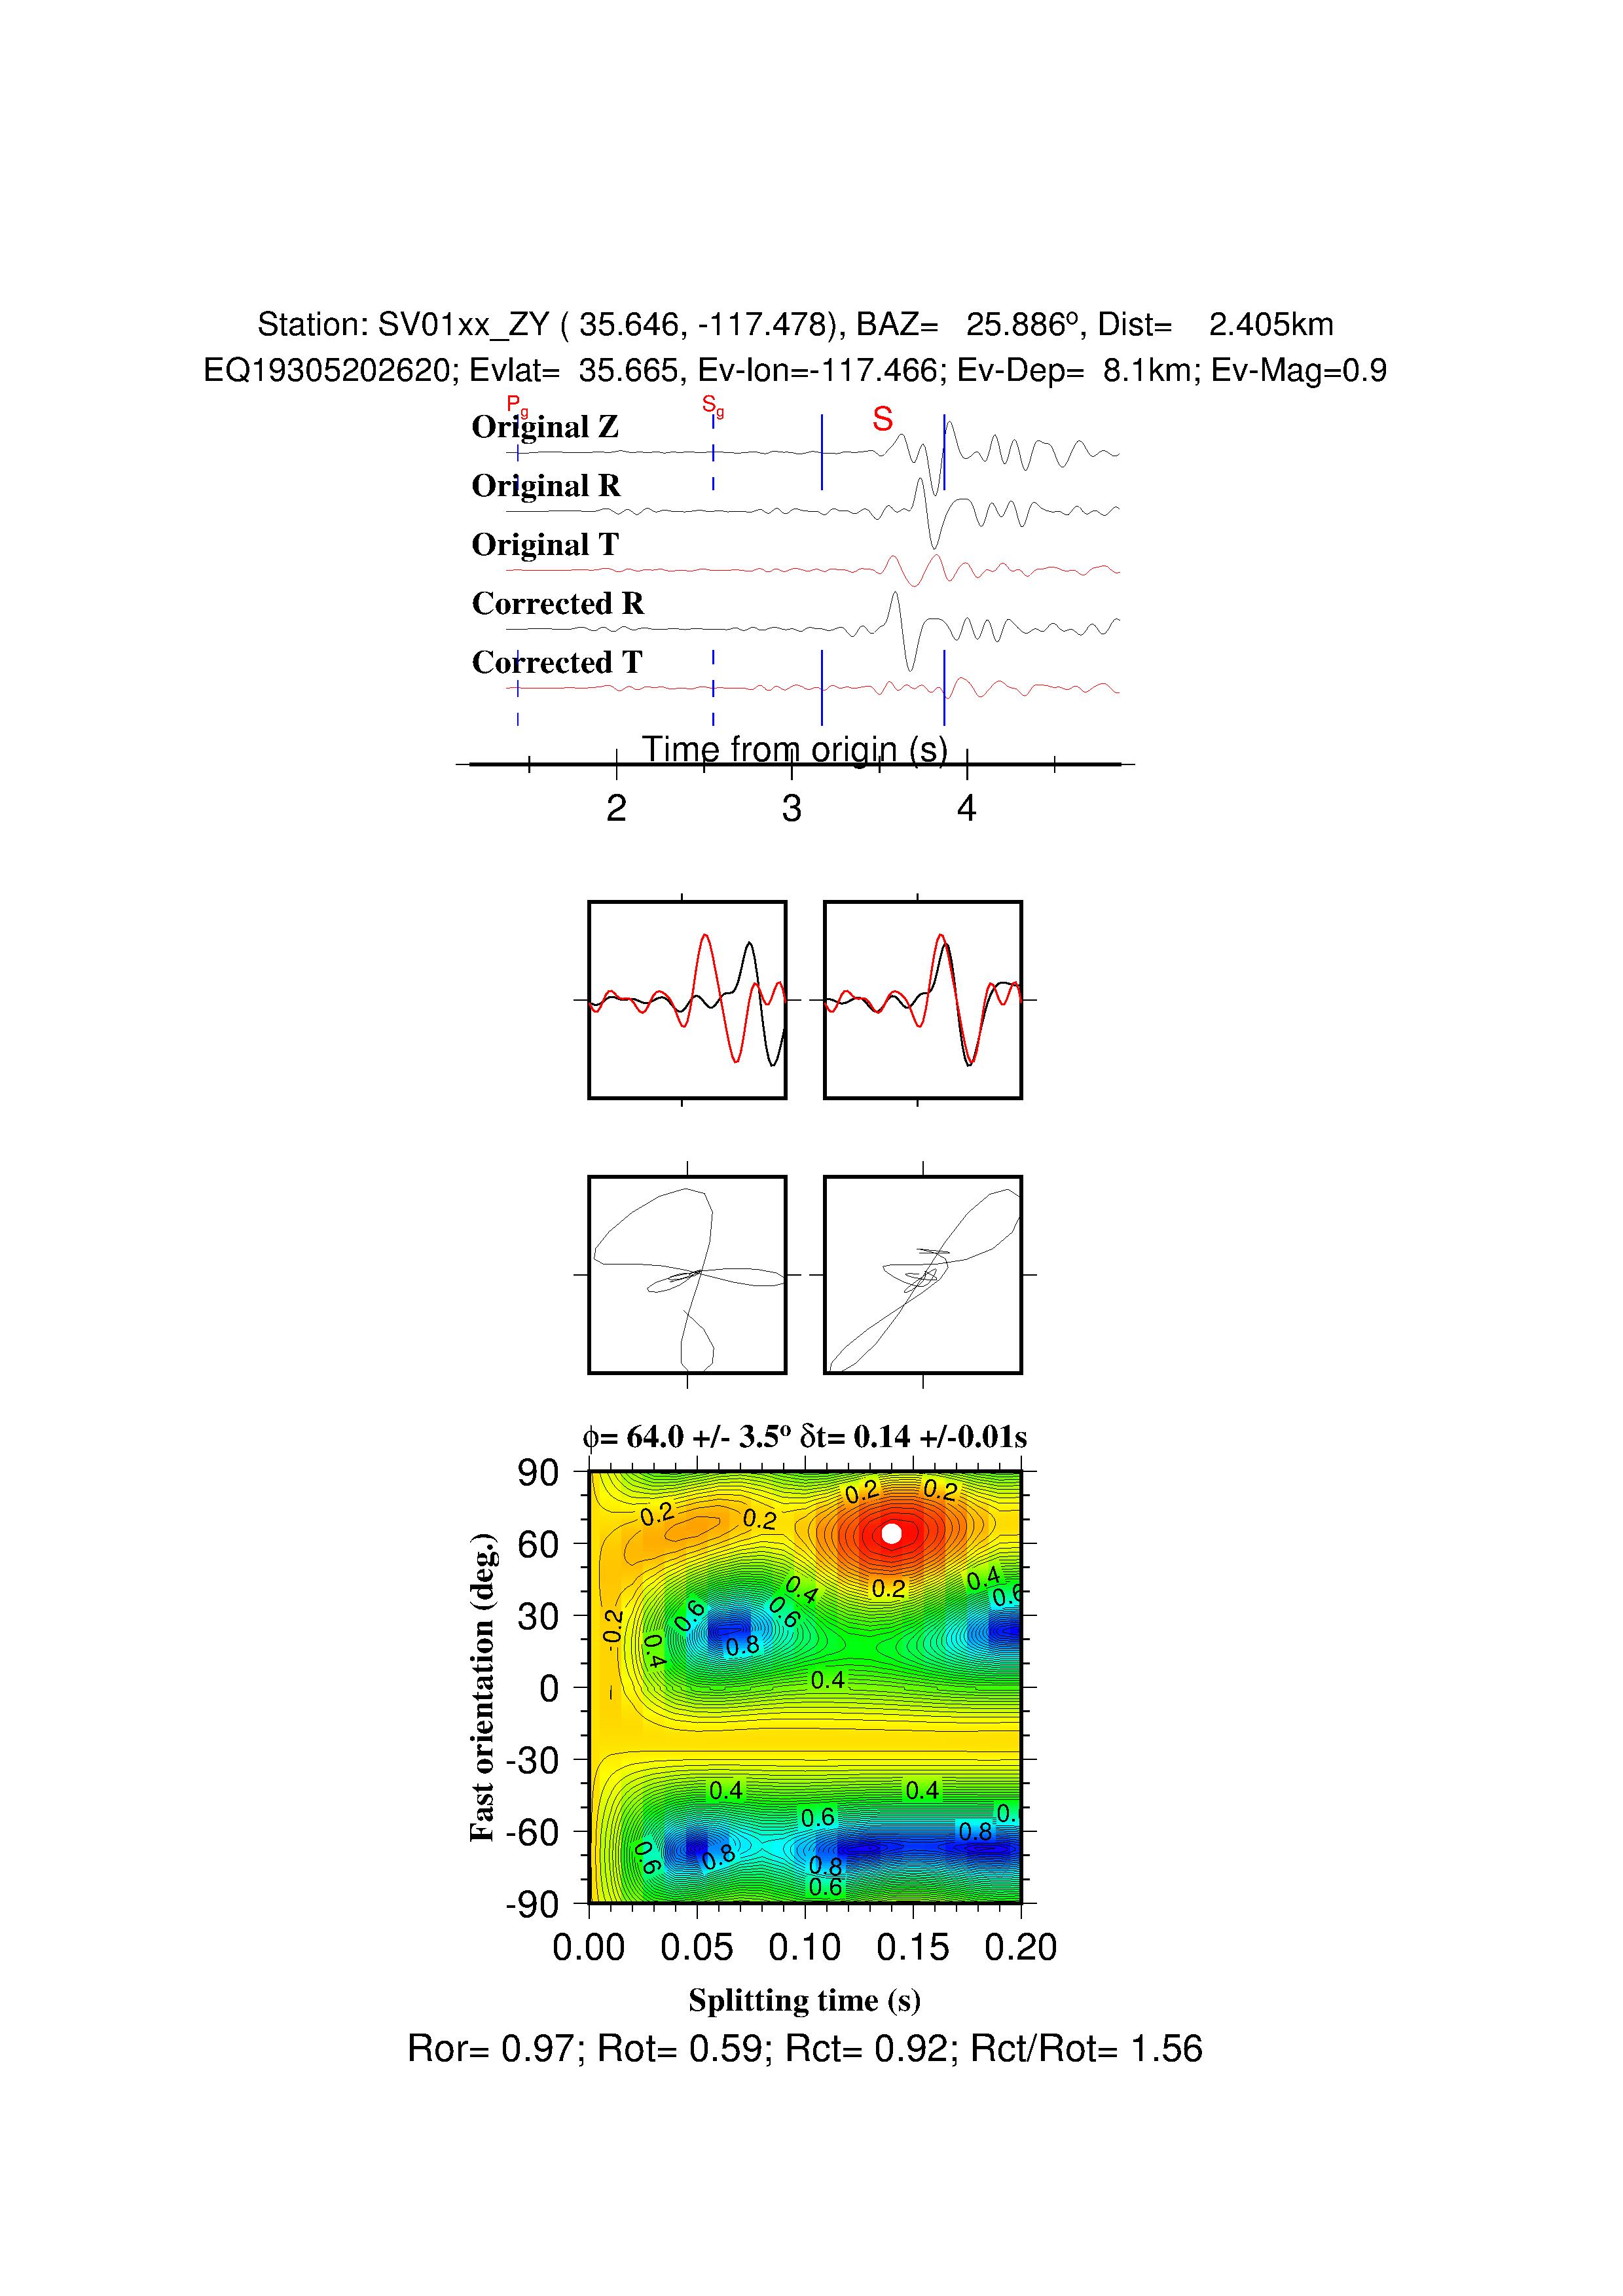 Station: SV01xx_ZY ( 35.646, -117.478), BAZ= 25.886º, Dist= 2.405km
EQ19305202620; Evlat= 35.665, Ev-lon=-117.466; Ev-Dep= 8.1km; Ev-Mag=0.9
Pg Sg S
Original Z
Original R
Original T
Corrected R
Corrected T
Time from origin (s)
2 3 4
ϕ= 64.0 +/- 3.5º δt= 0.14 +/-0.01s
Fast orientation (deg.)
90
60
30
0
-30
-60
-90
0.2 0.2 0.2 0.2
0.2 0.4 0.4 0.6
0.2 0.6 0.6
0.4 0.8
0.4
0.4 0.4
0.6 0.
0.8
0.6 0.8 0.8
0.6
0.00 0.05 0.10 0.15 0.20
Splitting time (s)
Ror= 0.97; Rot= 0.59; Rct= 0.92; Rct/Rot= 1.56